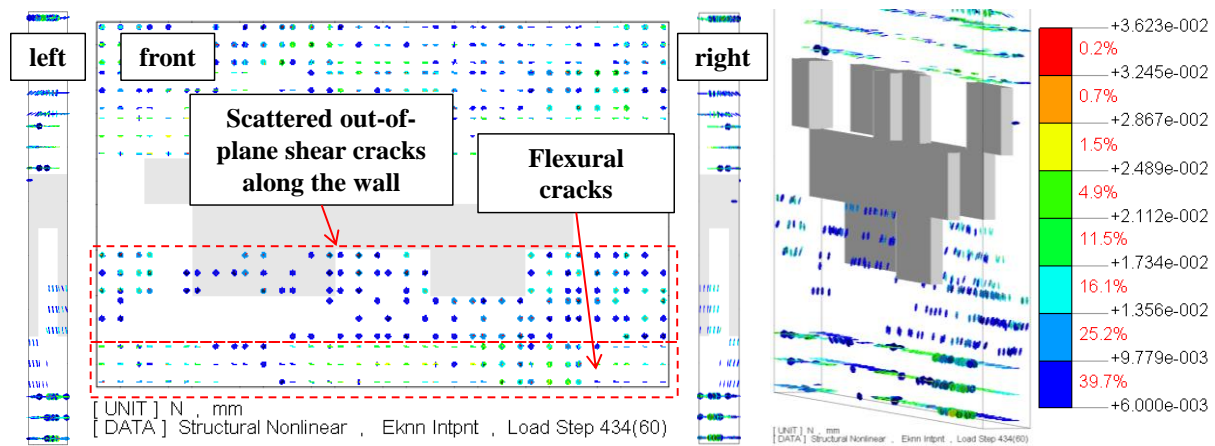 left
front
right
Scattered out-of-
plane shear cracks
along the wall
Flexural
cracks
[ UNIT ] N , mm
[ DATA ] Structural Nonlinear , Eknn Intpnt , Load Step 434(60)
[ UNIT ] N , mm
[ DATA ] Structural Nonlinear , Eknn Intpnt , Load Step 434(60)
+3.623e-002
0.2%
+3.245e-002
0.7%
+2.867e-002
1.5%
+2.489e-002
4.9%
+2.112e-002
11.5%
+1.734e-002
16.1%
+1.356e-002
25.2%
+9.779e-003
39.7%
+6.000e-003